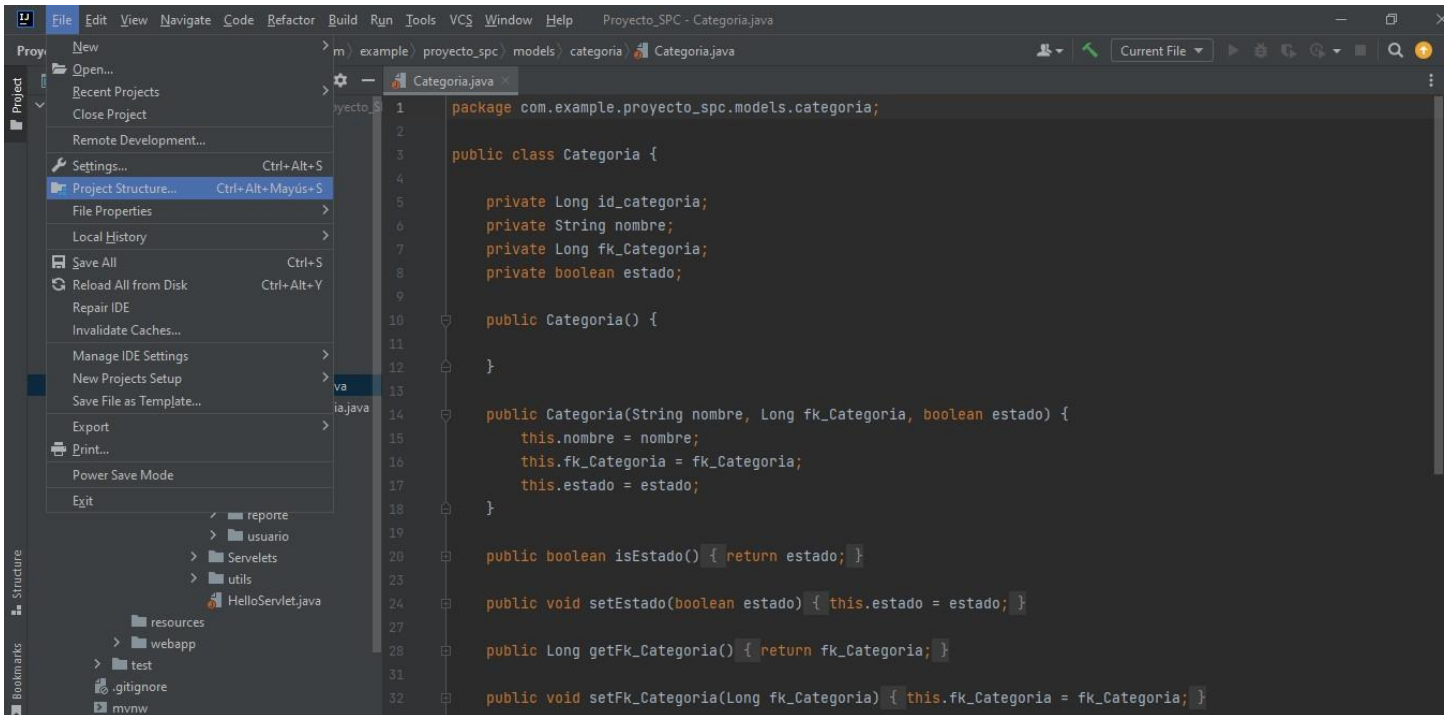 File Edit View Navigate Code Refactor Build Run Tools VCS Window Help Proyecto_SPC - Categoria.java
example proyecto_spc models categoria Categoria.java Current File
New
Open...
Recent Projects
Close Project
Remote Development...
Settings... Ctrl+Alt+S
Project Structure... Ctrl+Alt+Mayús+S
File Properties
Local History
Save All Ctrl+S
Reload All from Disk Ctrl+Alt+Y
Repair IDE
Invalidate Caches...
Manage IDE Settings
New Projects Setup
Save File as Template...
Export
Print...
Power Save Mode
Exit
reporte
usuario
Servelets
utils
HelloServlet.java
resources
webapp
test
.gitignore
mvnw
Project
Structure
Bookmarks
Categoria.java
1 package com.example.proyecto_spc.models.categoria;
2
3 public class Categoria {
4
5 private Long id_categoria;
6 private String nombre;
7 private Long fk_Categoria;
8 private boolean estado;
9
10 public Categoria() {
11
12 }
13
14 public Categoria(String nombre, Long fk_Categoria, boolean estado) {
15 this.nombre = nombre;
16 this.fk_Categoria = fk_Categoria;
17 this.estado = estado;
18 }
19
20 public boolean isEstado() { return estado; }
23
24 public void setEstado(boolean estado) { this.estado = estado; }
27
28 public Long getFk_Categoria() { return fk_Categoria; }
31
32 public void setFk_Categoria(Long fk_Categoria) { this.fk_Categoria = fk_Categoria; }